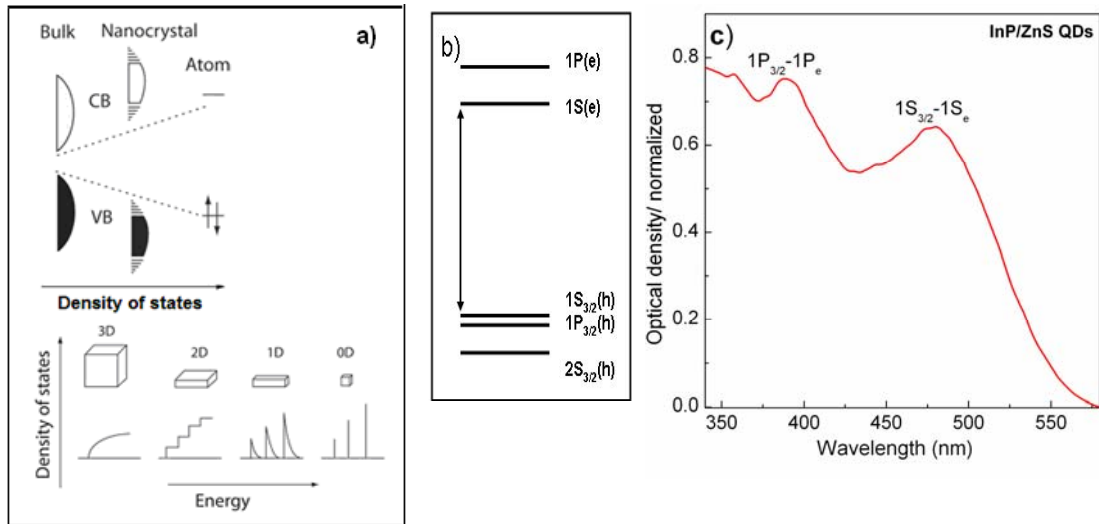 a)
Bulk
Nanocrystal
Atom
CB
VB
Density of states
3D
2D
1D
0D
Density of states
Energy
b)
1P(e)
1S(e)
1S3/2(h)
1P3/2(h)
2S3/2(h)
c)
InP/ZnS QDs
1P3/2-1Pe
1S3/2-1Se
0.8
0.6
0.4
0.2
0.0
Optical density/ normalized
350 400 450 500 550
Wavelength (nm)